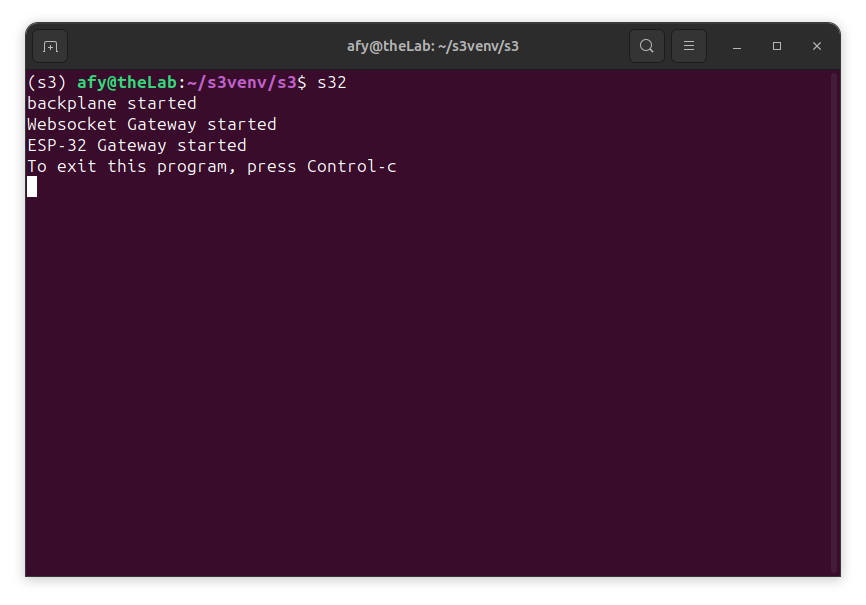 afy@theLab: ~/s3venv/s3
(s3) afy@theLab:~/s3venv/s3$ s32
backplane started
Websocket Gateway started
ESP-32 Gateway started
To exit this program, press Control-c